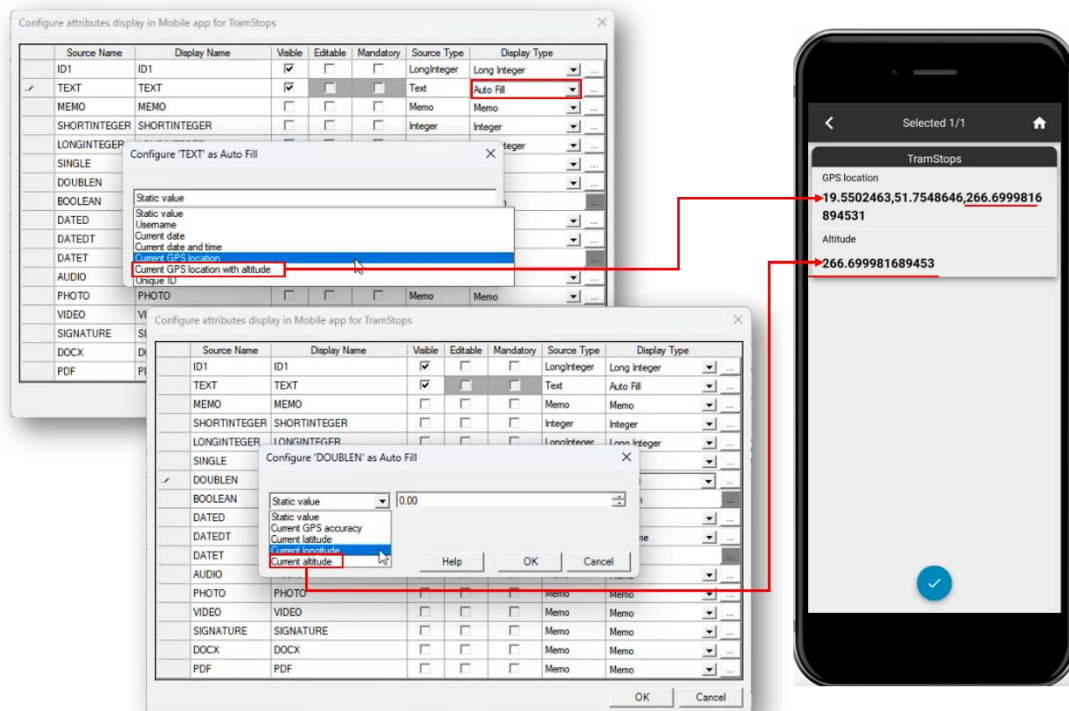 Configure attributes display in Mobile app for TramStops
Source Name Display Name Visible Editable Mandatory Source Type Display Type
ID1 ID1 LongInteger Long Integer ...
TEXT TEXT Text Auto Fill ...
MEMO MEMO Memo Memo ...
SHORTINTEGER SHORTINTEGER Integer Integer ...
LONGINTEGER
SINGLE
DOUBLEN
BOOLEAN
DATED
DATEDT
DATET
AUDIO
PHOTO PHOTO Memo Memo ...
VIDEO
SIGNATURE
DOCX
PDF
Configure 'TEXT' as Auto Fill
Static value
Static value
Username
Current date
Current date and time
Current GPS location
Current GPS location with altitude
Unique ID
Configure attributes display in Mobile app for TramStops
Source Name Display Name Visible Editable Mandatory Source Type Display Type
ID1 ID1 LongInteger Long Integer ...
TEXT TEXT Text Auto Fill ...
MEMO MEMO Memo Memo ...
SHORTINTEGER SHORTINTEGER Integer Integer ...
LONGINTEGER LONGINTEGER LongInteger Long Integer ...
SINGLE
DOUBLEN
BOOLEAN
DATED
DATEDT
DATET
AUDIO Memo Memo ...
PHOTO PHOTO Memo Memo ...
VIDEO VIDEO Memo Memo ...
SIGNATURE SIGNATURE Memo Memo ...
DOCX DOCX Memo Memo ...
PDF PDF Memo Memo ...
OK Cancel
Configure 'DOUBLEN' as Auto Fill
Static value 0.00
Static value
Current GPS accuracy
Current latitude
Current longitude
Current altitude
Help OK Cancel
Selected 1/1
TramStops
GPS location
19.5502463,51.7548646,266.6999816
894531
Altitude
266.699981689453